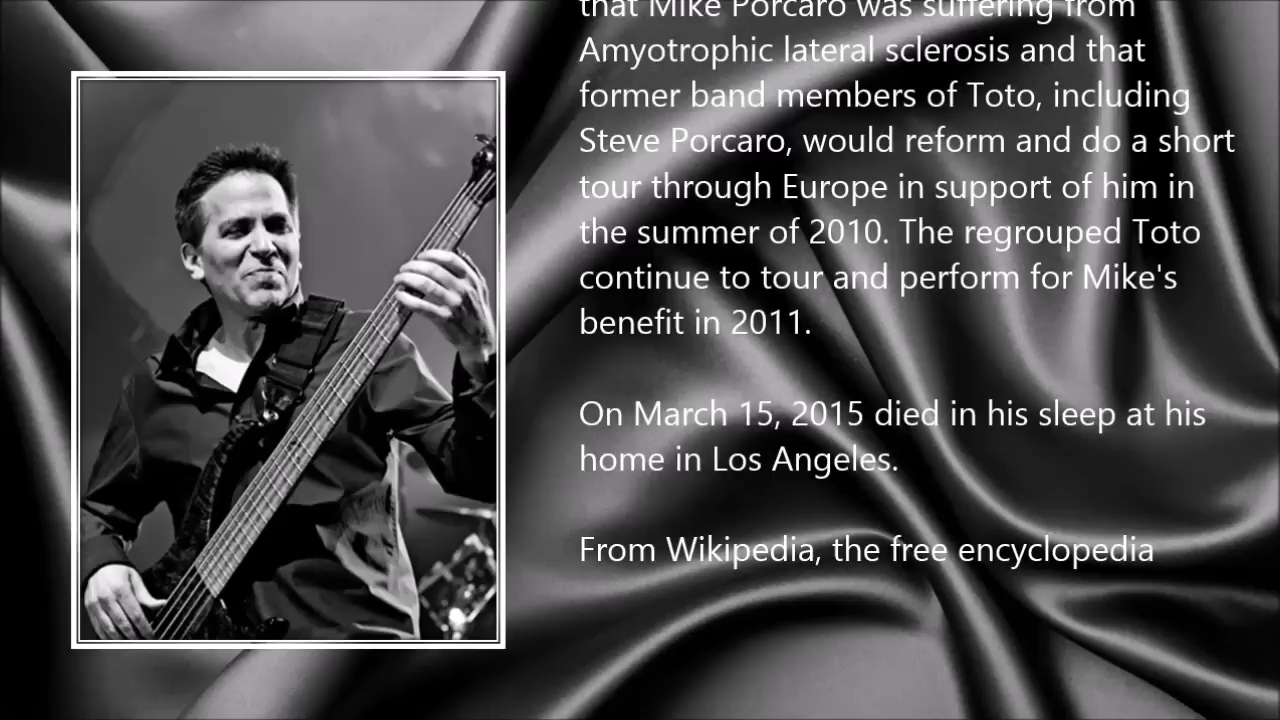 that Mike Porcaro was suffering from
Amyotrophic lateral sclerosis and that
former band members of Toto, including
Steve Porcaro, would reform and do a short
tour through Europe in support of him in
the summer of 2010. The regrouped Toto
continue to tour and perform for Mike's
benefit in 2011.
On March 15, 2015 died in his sleep at his
home in Los Angeles.
From Wikipedia, the free encyclopedia